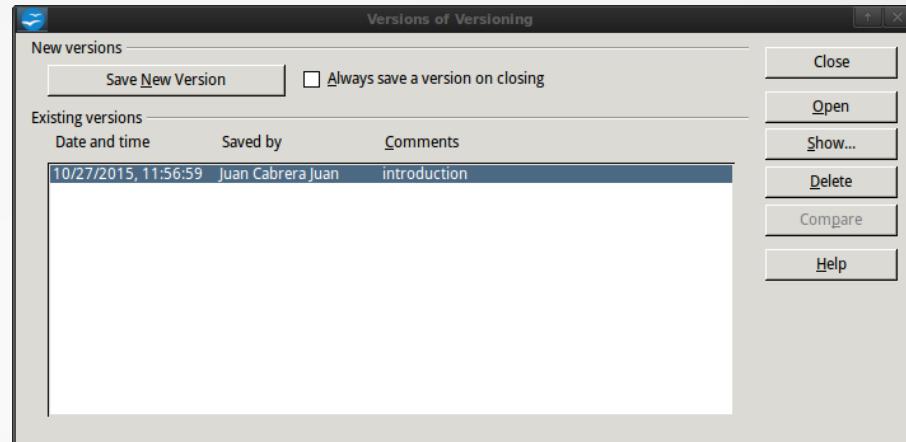 Versions of Versioning
New versions
Save New Version
Always save a version on closing
Existing versions
Date and time Saved by Comments
10/27/2015, 11:56:59 Juan Cabrera Juan introduction
Close
Open
Show...
Delete
Compare
Help